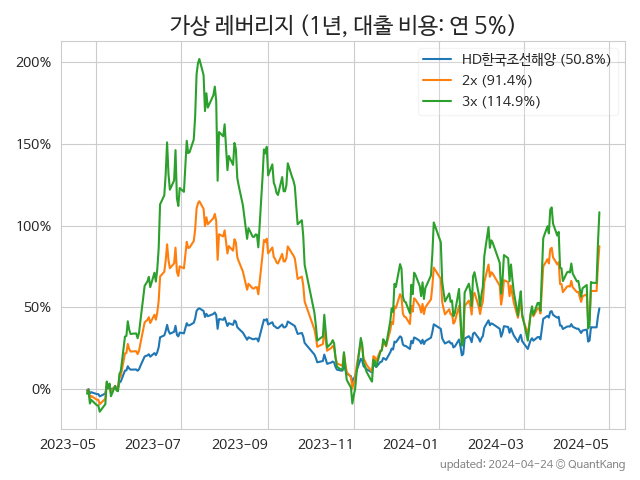 가상 레버리지 (1년, 대출 비용: 연 5%)
HD한국조선해양 (50.8%)
2x (91.4%)
3x (114.9%)
200%
150%
100%
50%
0%
2023-05 2023-07 2023-09 2023-11 2024-01 2024-03 2024-05
updated: 2024-04-24 © QuantKang